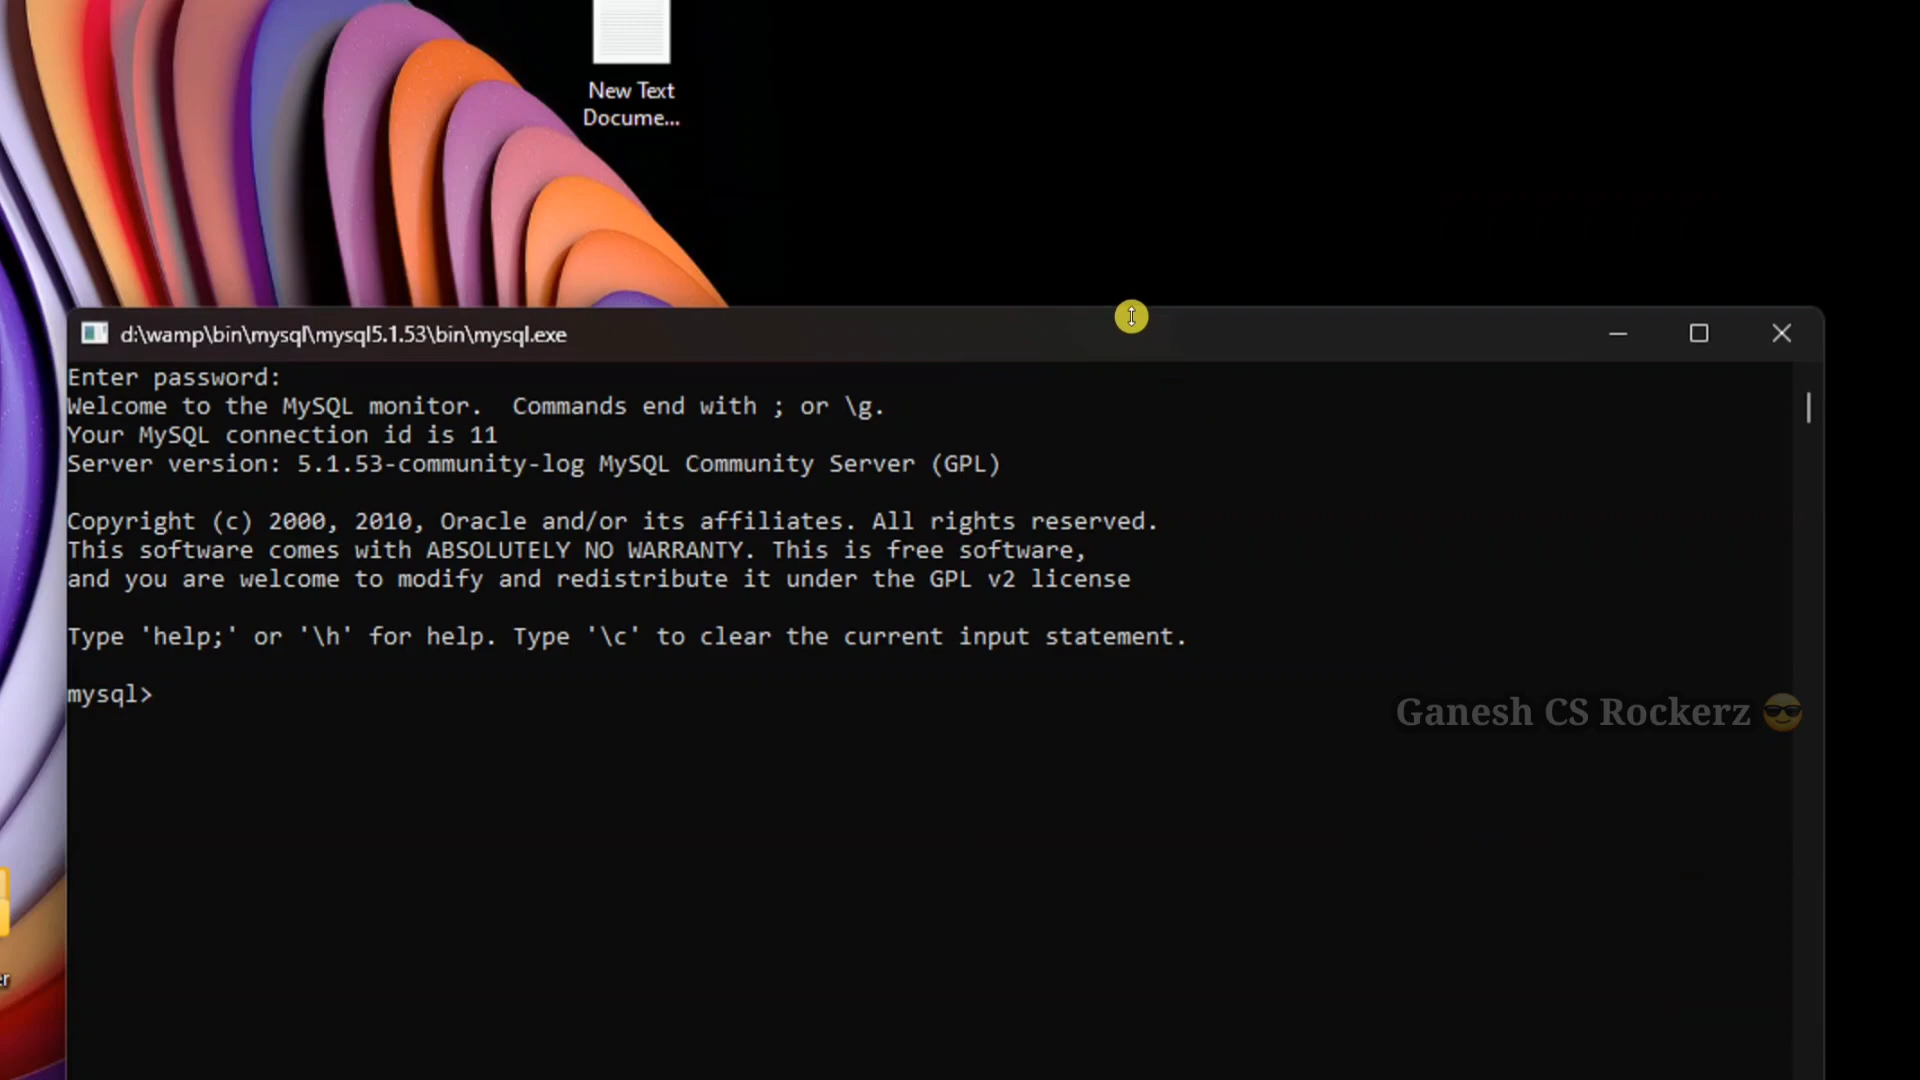 New Text
Docume...
d:\wamp\bin\mysql\mysql5.1.53\bin\mysql.exe
Enter password:
Welcome to the MySQL monitor.  Commands end with ; or \g.
Your MySQL connection id is 11
Server version: 5.1.53-community-log MySQL Community Server (GPL)
Copyright (c) 2000, 2010, Oracle and/or its affiliates. All rights reserved.
This software comes with ABSOLUTELY NO WARRANTY. This is free software,
and you are welcome to modify and redistribute it under the GPL v2 license
Type 'help;' or '\h' for help. Type '\c' to clear the current input statement.
mysql>
Ganesh CS Rockerz 😎